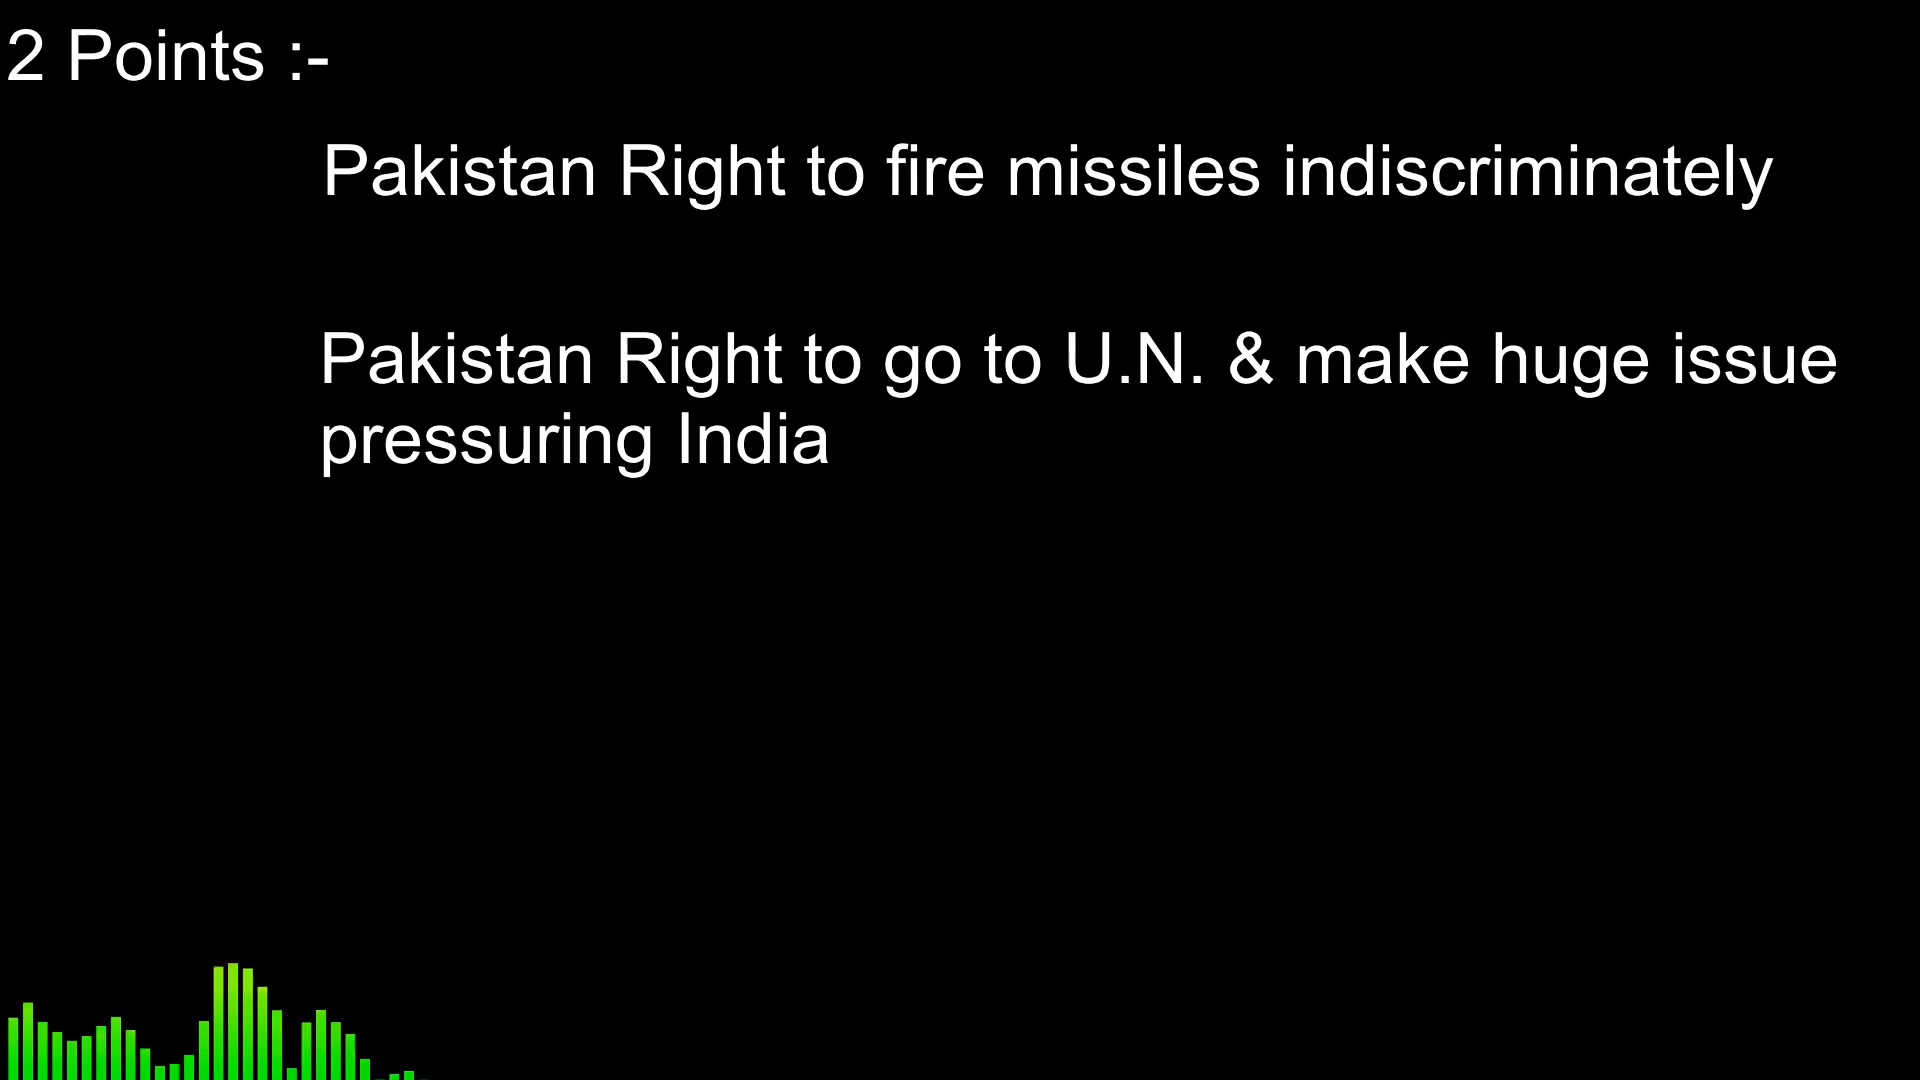 2 Points :-
Pakistan Right to fire missiles indiscriminately
Pakistan Right to go to U.N. & make huge issue
pressuring India